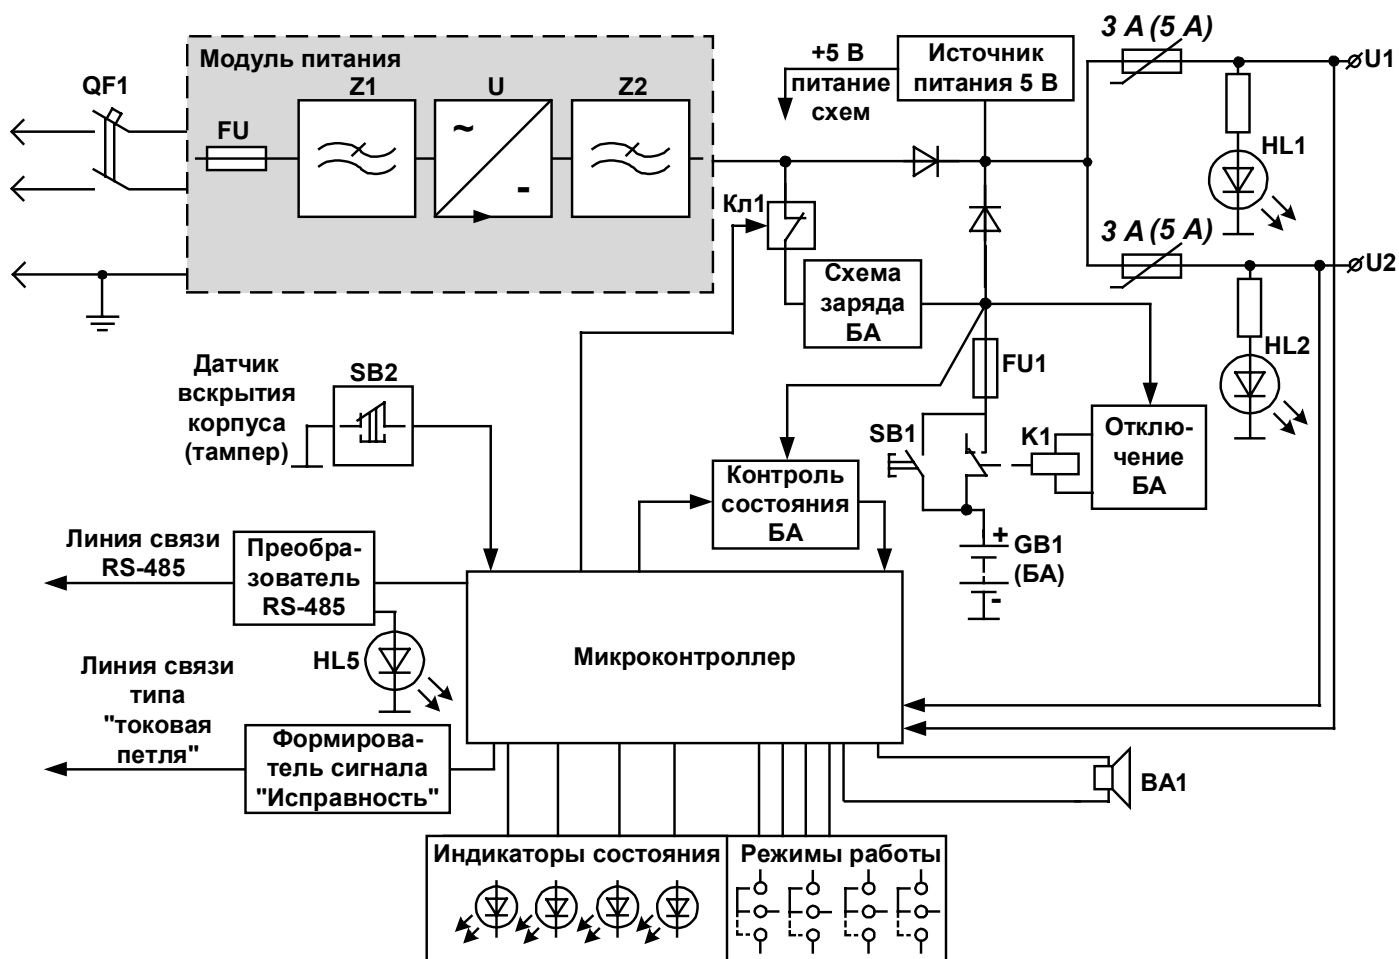 3 А (5 А)
U1
+5 В
питание
схем
Источник
питания 5 В
Модуль питания
QF1
Z1
U
Z2
FU
~
-
HL1
Кл1
3 А (5 А)
U2
Схема
заряда
БА
HL2
FU1
Датчик
вскрытия
корпуса
(тампер)
SB2
SB1
K1
Отклю-
чение
БА
Контроль
состояния
БА
+
GB1
(БА)
-
Линия связи
RS-485
Преобра-
зователь
RS-485
HL5
Микроконтроллер
Линия связи
типа
"токовая
петля"
Формирова-
тель сигнала
"Исправность"
BA1
Индикаторы состояния
Режимы работы